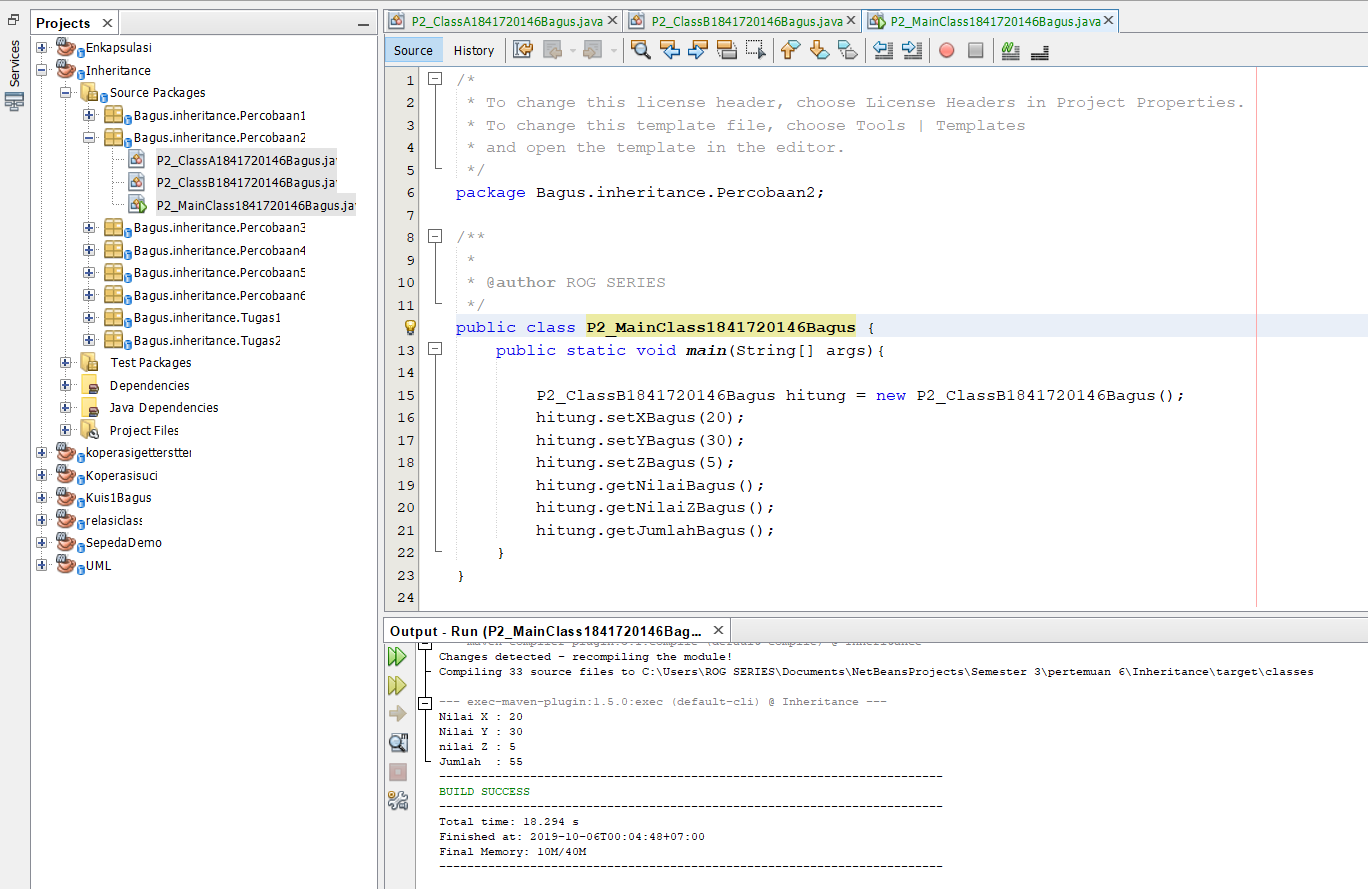 Services
Projects
Enkapsulasi
Inheritance
Source Packages
Bagus.inheritance.Percobaan1
Bagus.inheritance.Percobaan2
P2_ClassA1841720146Bagus.jav
P2_ClassB1841720146Bagus.jav
P2_MainClass1841720146Bagus.jav
Bagus.inheritance.Percobaan3
Bagus.inheritance.Percobaan4
Bagus.inheritance.Percobaan5
Bagus.inheritance.Percobaan6
Bagus.inheritance.Tugas1
Bagus.inheritance.Tugas2
Test Packages
Dependencies
Java Dependencies
Project Files
koperasigetterstter
Koperasisuci
Kuis1Bagus
relasiclass
SepedaDemo
UML
P2_ClassA1841720146Bagus.java P2_ClassB1841720146Bagus.java P2_MainClass1841720146Bagus.java
Source History
1 /*
2 * To change this license header, choose License Headers in Project Properties.
3 * To change this template file, choose Tools | Templates
4 * and open the template in the editor.
5 */
6 package Bagus.inheritance.Percobaan2;
7
8 /**
9 *
10 * @author ROG SERIES
11 */
public class P2_MainClass1841720146Bagus {
13 public static void main(String[] args){
14
15 P2_ClassB1841720146Bagus hitung = new P2_ClassB1841720146Bagus();
16 hitung.setXBagus(20);
17 hitung.setYBagus(30);
18 hitung.setZBagus(5);
19 hitung.getNilaiBagus();
20 hitung.getNilaiZBagus();
21 hitung.getJumlahBagus();
22 }
23 }
24
Output - Run (P2_MainClass1841720146Bag...
maven-compiler-plugin:3.1:compile (default-compile) @ Inheritance
Changes detected - recompiling the module!
Compiling 33 source files to C:\Users\ROG SERIES\Documents\NetBeansProjects\Semester 3\pertemuan 6\Inheritance\target\classes
--- exec-maven-plugin:1.5.0:exec (default-cli) @ Inheritance ---
Nilai X : 20
Nilai Y : 30
nilai Z : 5
Jumlah  : 55
------------------------------------------------------------------------
BUILD SUCCESS
------------------------------------------------------------------------
Total time: 18.294 s
Finished at: 2019-10-06T00:04:48+07:00
Final Memory: 10M/40M
------------------------------------------------------------------------